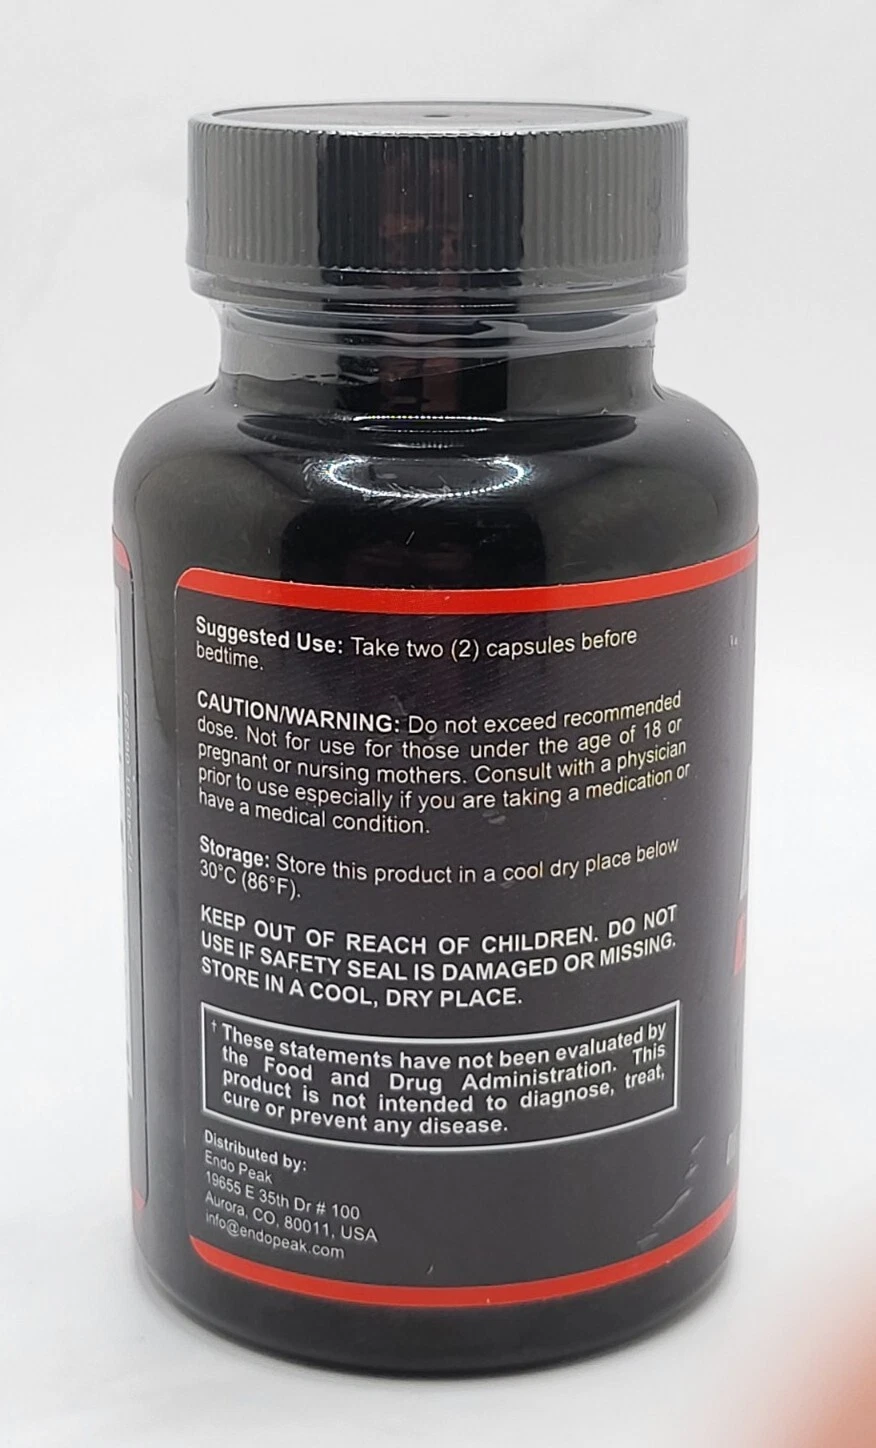 Suggested Use: Take two (2) capsules before
bedtime.
CAUTION/WARNING: Do not exceed recommended
dose. Not for use for those under the age of 18 or
pregnant or nursing mothers. Consult with a physician
prior to use especially if you are taking a medication or
have a medical condition.
Storage: Store this product in a cool dry place below
30°C (86°F).
KEEP OUT OF REACH OF CHILDREN. DO NOT
USE IF SAFETY SEAL IS DAMAGED OR MISSING.
STORE IN A COOL, DRY PLACE.
† These statements have not been evaluated by
the Food and Drug Administration. This
product is not intended to diagnose, treat,
cure or prevent any disease.
Distributed by:
Endo Peak
19655 E 35th Dr # 100
Aurora, CO, 80011, USA
info@endopeak.com